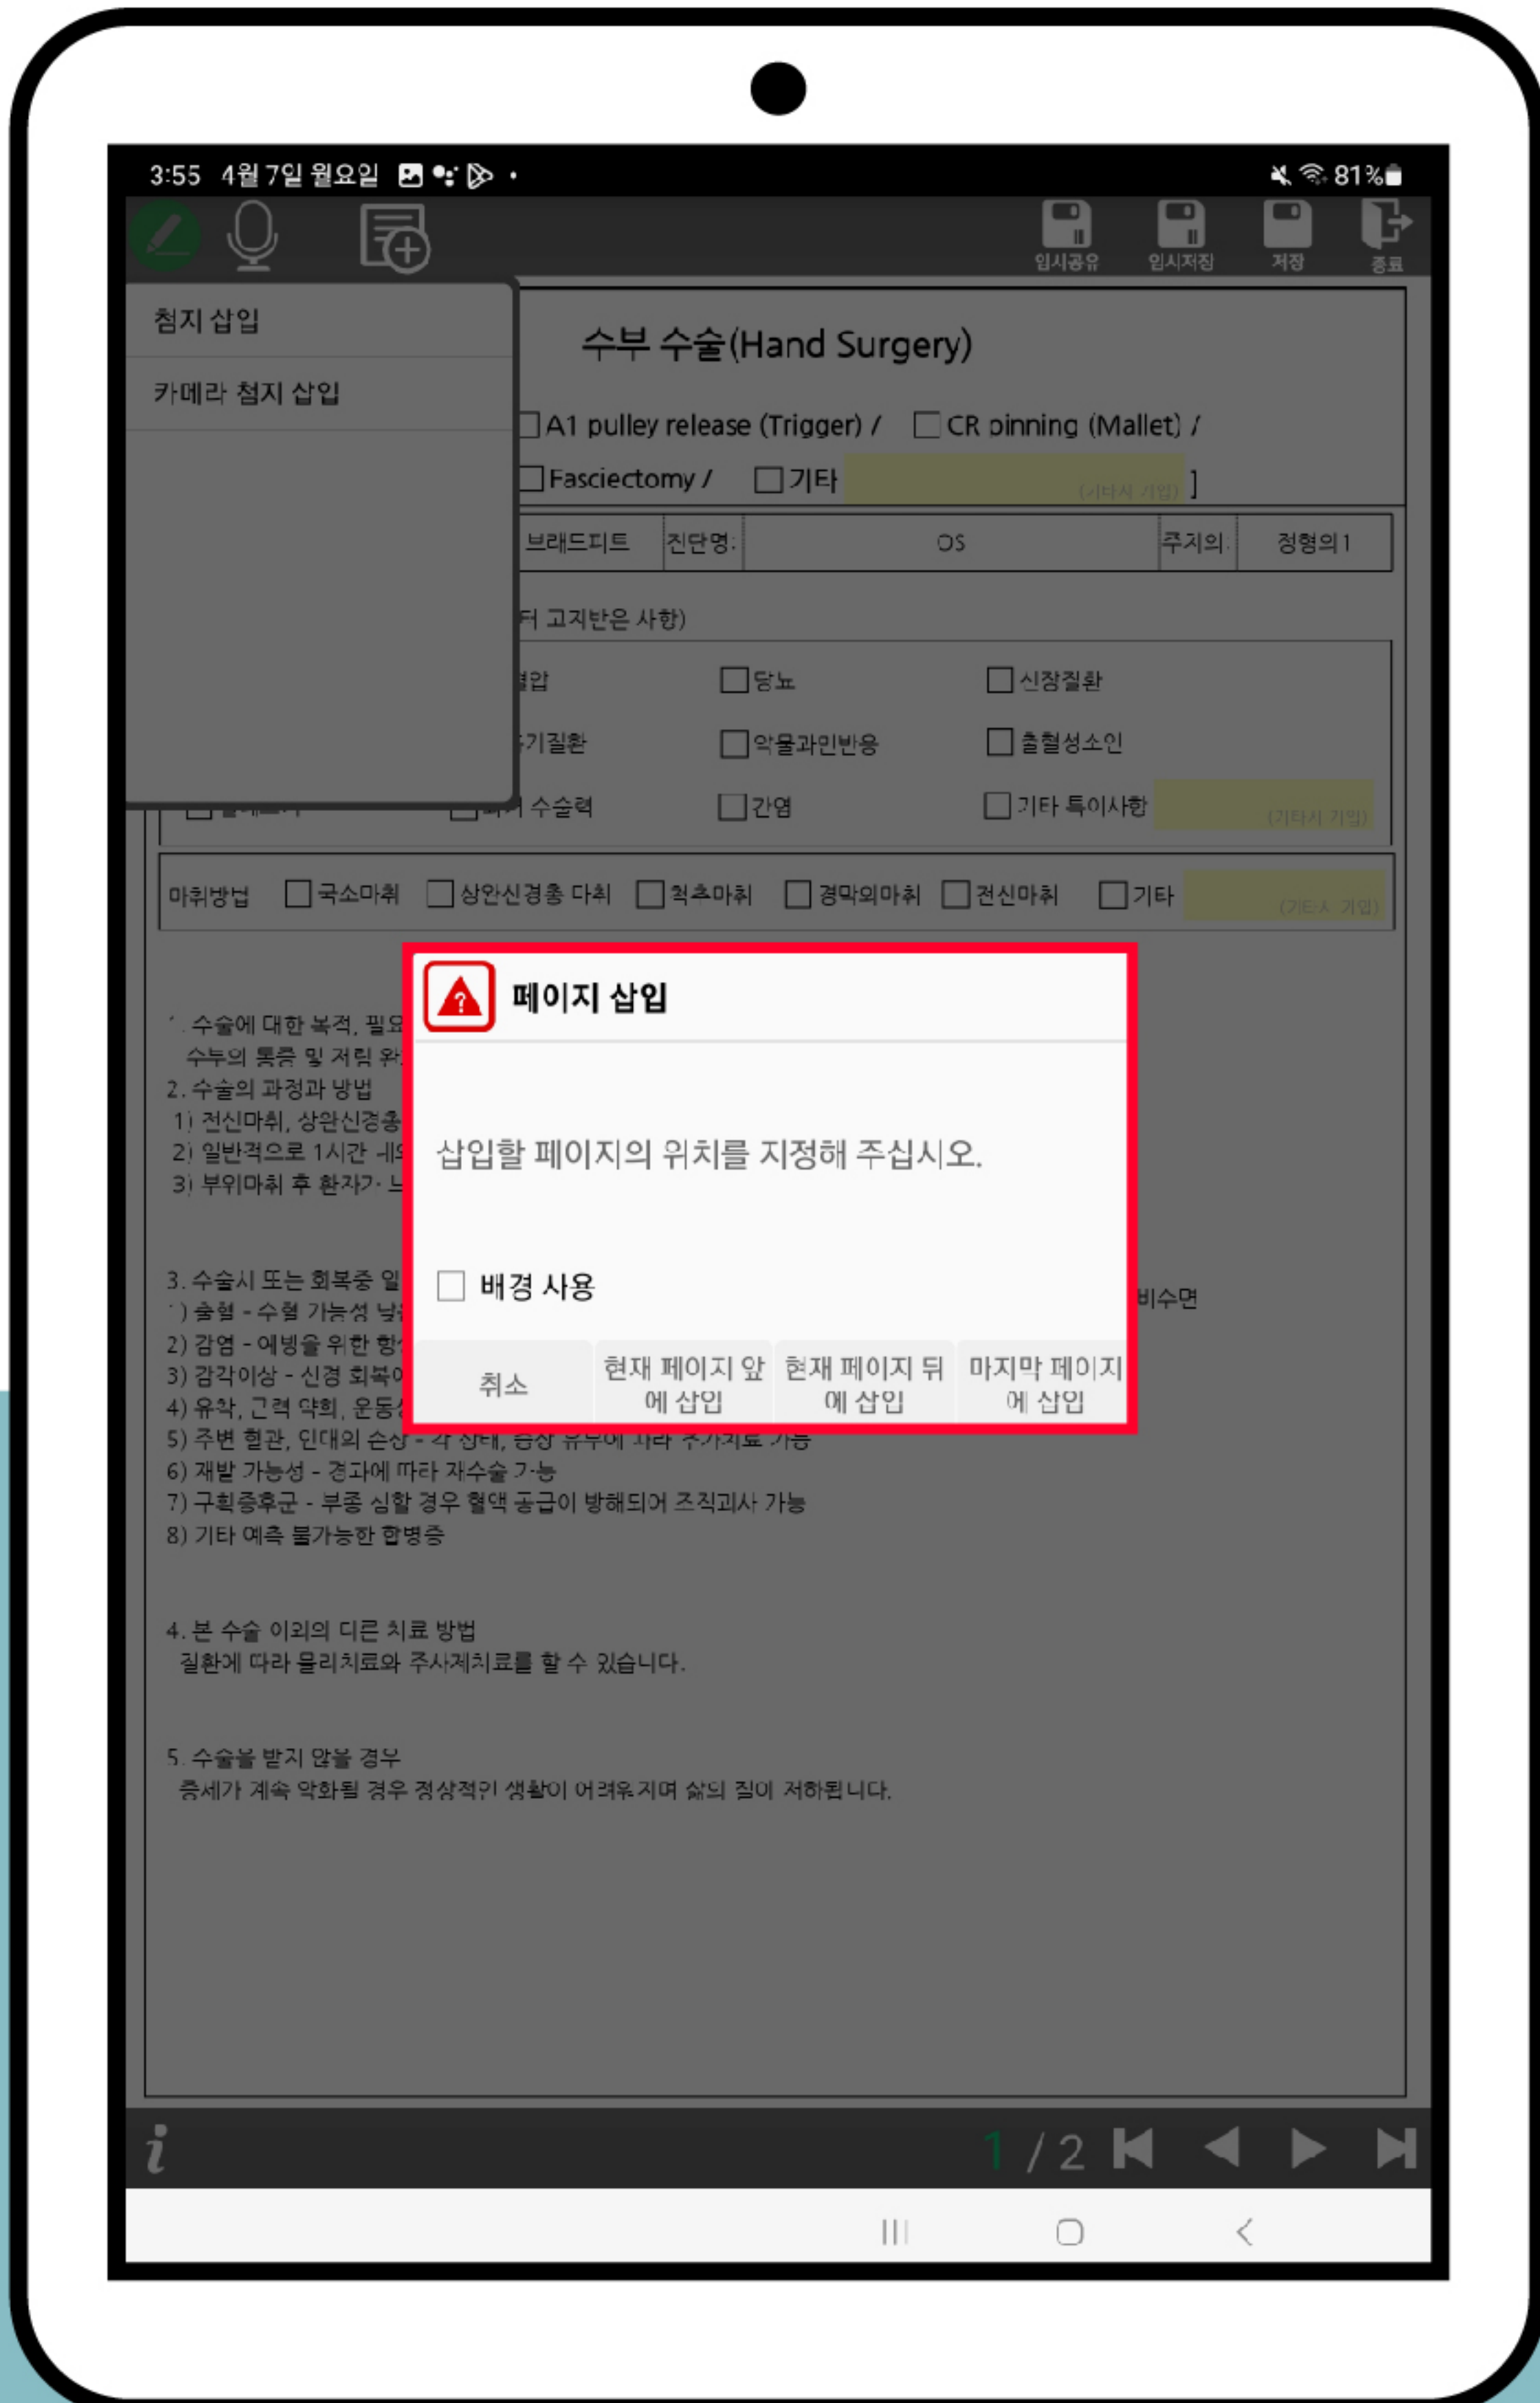 3:55 4월 7일 월요일
81%
임시공유 임시저장 저장 종료
첨지 삽입
카메라 첨지 삽입
수부 수술(Hand Surgery)
A1 pulley release (Trigger) / CR pinning (Mallet) /
Fasciectomy / 기타 (기타시 기입) ]
브래드피트 진단명: OS 주치의: 정형의1
고지받은 사항)
당뇨 신장질환
기질환 약물과민반응 출혈성소인
수술력 간염 기타 특이사항 (기타시 기입)
마취방법 국소마취 상완신경총 마취 척추마취 경막외마취 전신마취 기타 (기타시 기입)
페이지 삽입
삽입할 페이지의 위치를 지정해 주십시오.
배경 사용
취소
현재 페이지 앞
에 삽입
현재 페이지 뒤
에 삽입
마지막 페이지
에 삽입
1. 수술에 대한 목적,
수부의 통증 및 저림
2. 수술의 과정과 방법
1) 전신마취,
2) 일반적으로 1시간
3) 부위마취 후 환자가
3. 수술시 또는 회복중
비수면
1) 출혈 - 수혈 가능성
2) 감염 - 예방을 위한
3) 감각이상 - 신경
4) 유착, 근력 약화,
5) 주변 혈관, 인대의 손상 - 각 상태, 증상 유무에 따라 추가치료 가능
6) 재발 가능성 - 경과에 따라 재수술 가능
7) 구획증후군 - 부종 심할 경우 혈액 공급이 방해되어 조직괴사 가능
8) 기타 예측 불가능한 합병증
4. 본 수술 이외의 다른 치료 방법
질환에 따라 물리치료와 주사제치료를 할 수 있습니다.
5. 수술을 받지 않을 경우
증세가 계속 악화될 경우 정상적인 생활이 어려워지며 삶의 질이 저하됩니다.
1 / 2